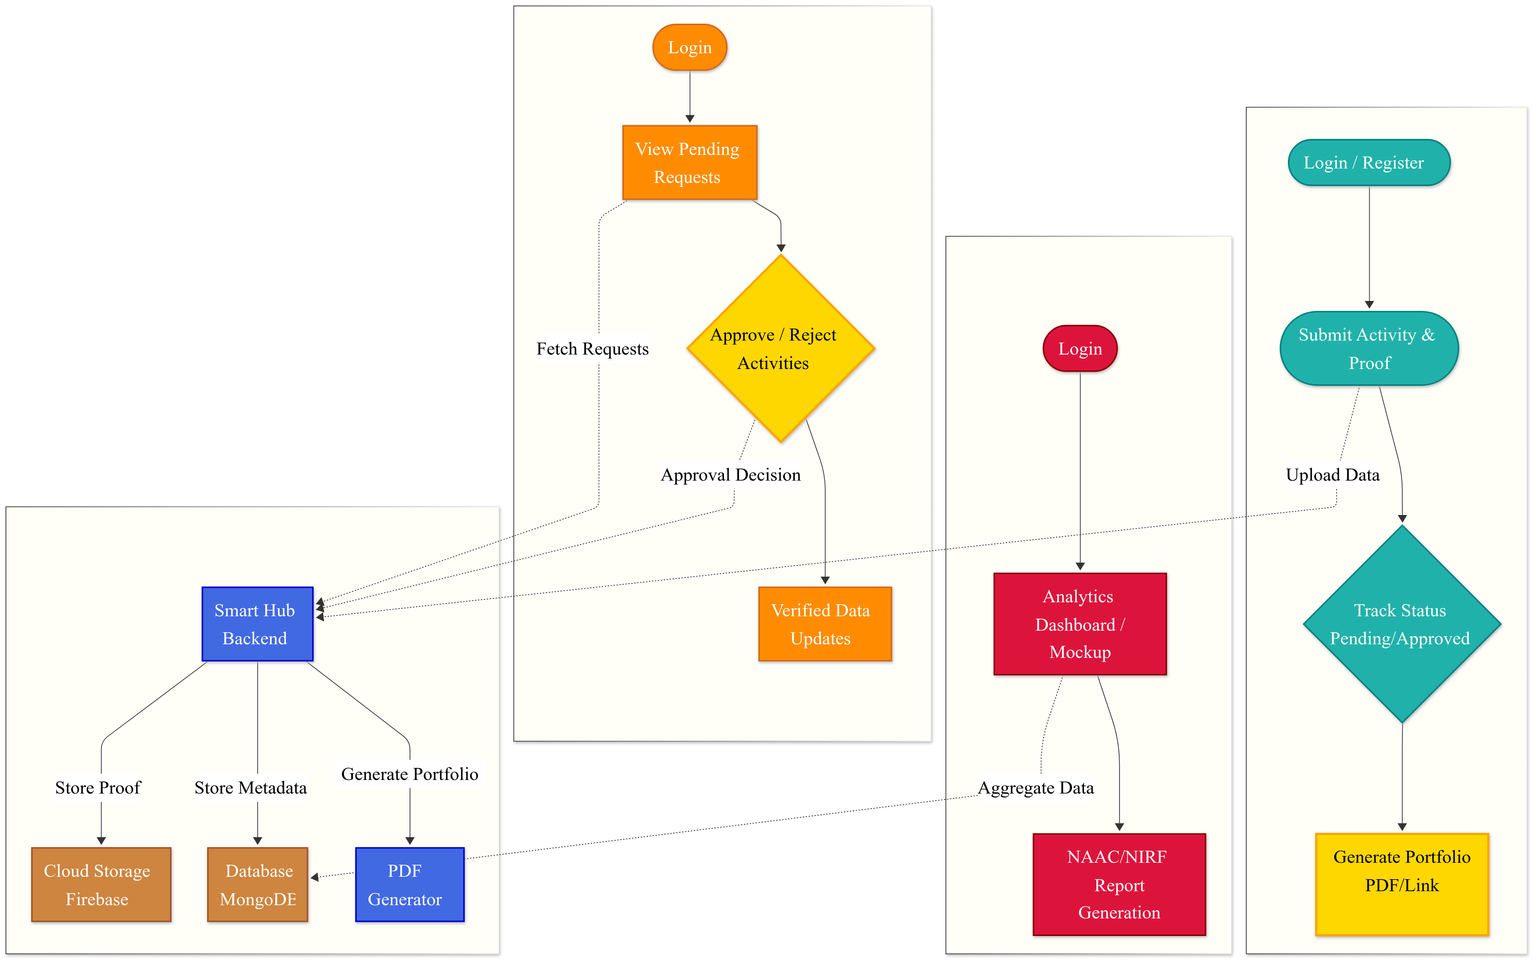 Login
View Pending
Requests
Fetch Requests
Approve / Reject
Activities
Approval Decision
Verified Data
Updates
Login / Register
Submit Activity &
Proof
Upload Data
Track Status
Pending/Approved
Generate Portfolio
PDF/Link
Login
Analytics
Dashboard /
Mockup
Aggregate Data
NAAC/NIRF
Report
Generation
Smart Hub
Backend
Store Proof
Store Metadata
Generate Portfolio
Cloud Storage
Firebase
Database
MongoDE
PDF
Generator